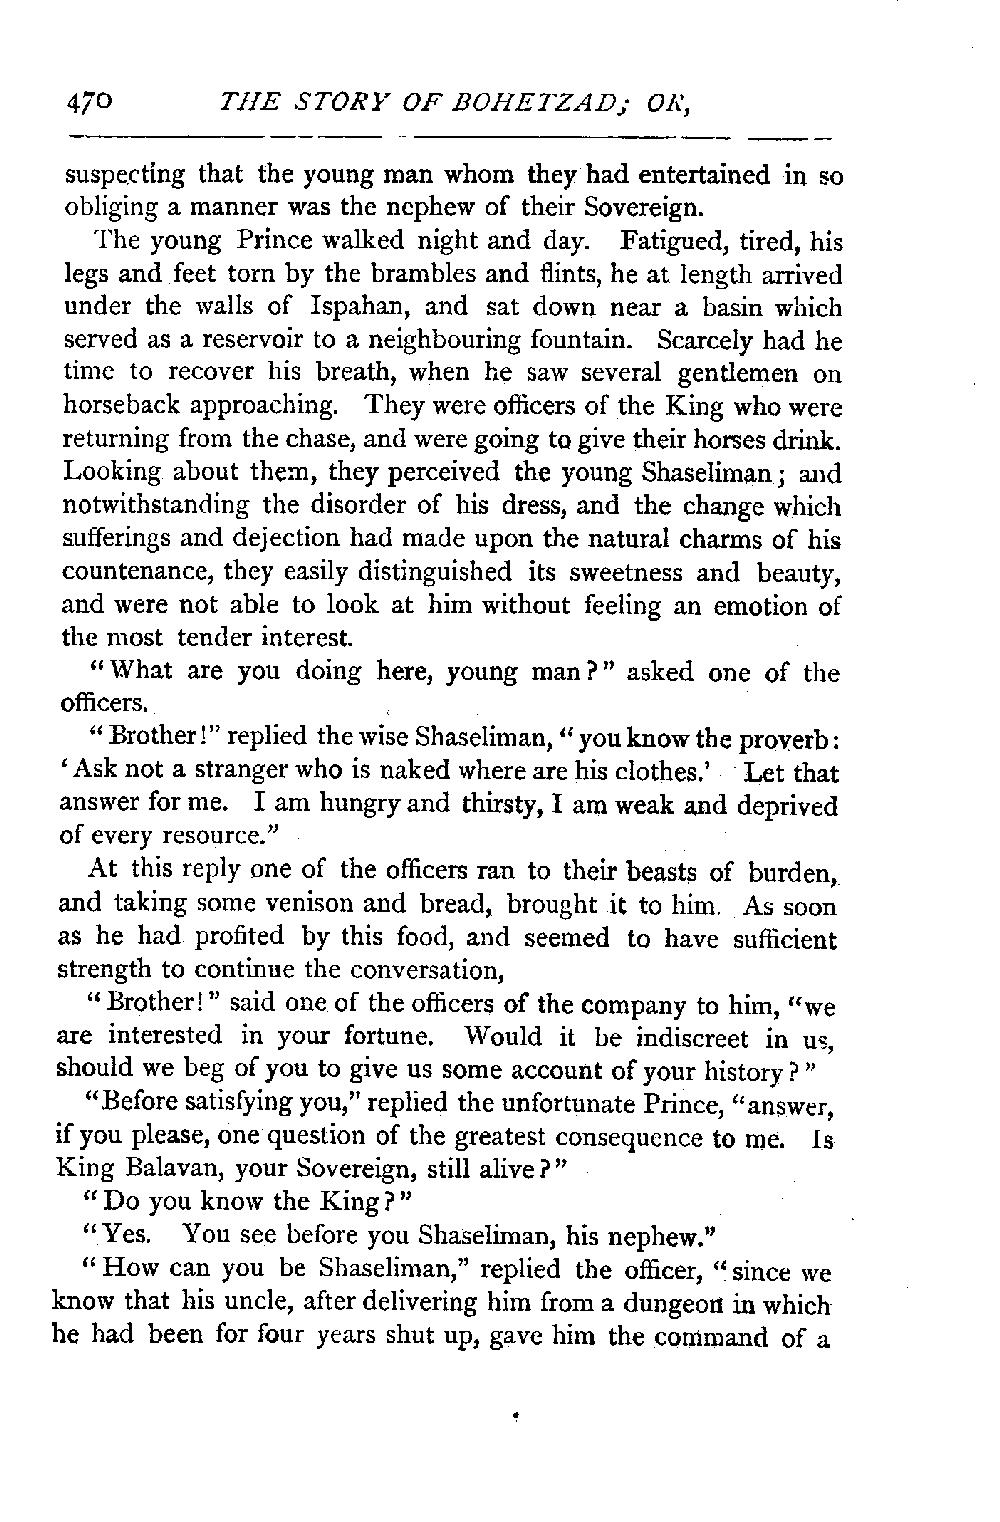 470 THE STORY OF BOHETZAD; OR,
suspecting that the young man whom they had entertained in so
obliging a manner was the nephew of their Sovereign.
The young Prince walked night and day. Fatigued, tired, his
legs and feet torn by the brambles and flints, he at length arrived
under the walls of Ispahan, and sat down near a basin which
served as a reservoir to a neighbouring fountain. Scarcely had he
time to recover his breath, when he saw several gentlemen on
horseback approaching. They were officers of the King who were
returning from the chase, and were going to give their horses drink.
Looking about them, they perceived the young Shaseliman; and
notwithstanding the disorder of his dress, and the change which
sufferings and dejection had made upon the natural charms of his
countenance, they easily distinguished its sweetness and beauty,
and were not able to look at him without feeling an emotion of
the most tender interest.
"What are you doing here, young man?" asked one of the
officers.
"Brother!" replied the wise Shaseliman, "you know the proverb:
'Ask not a stranger who is naked where are his clothes.' Let that
answer for me. I am hungry and thirsty, I am weak and deprived
of every resource."
At this reply one of the officers ran to their beasts of burden,
and taking some venison and bread, brought it to him. As soon
as he had profited by this food, and seemed to have sufficient
strength to continue the conversation,
"Brother!" said one of the officers of the company to him, "we
are interested in your fortune. Would it be indiscreet in us,
should we beg of you to give us some account of your history?"
"Before satisfying you," replied the unfortunate Prince, "answer,
if you please, one question of the greatest consequence to me. Is
King Balavan, your Sovereign, still alive?"
"Do you know the King?"
"Yes. You see before you Shaseliman, his nephew."
"How can you be Shaseliman," replied the officer, "since we
know that his uncle, after delivering him from a dungeon in which
he had been for four years shut up, gave him the command of a